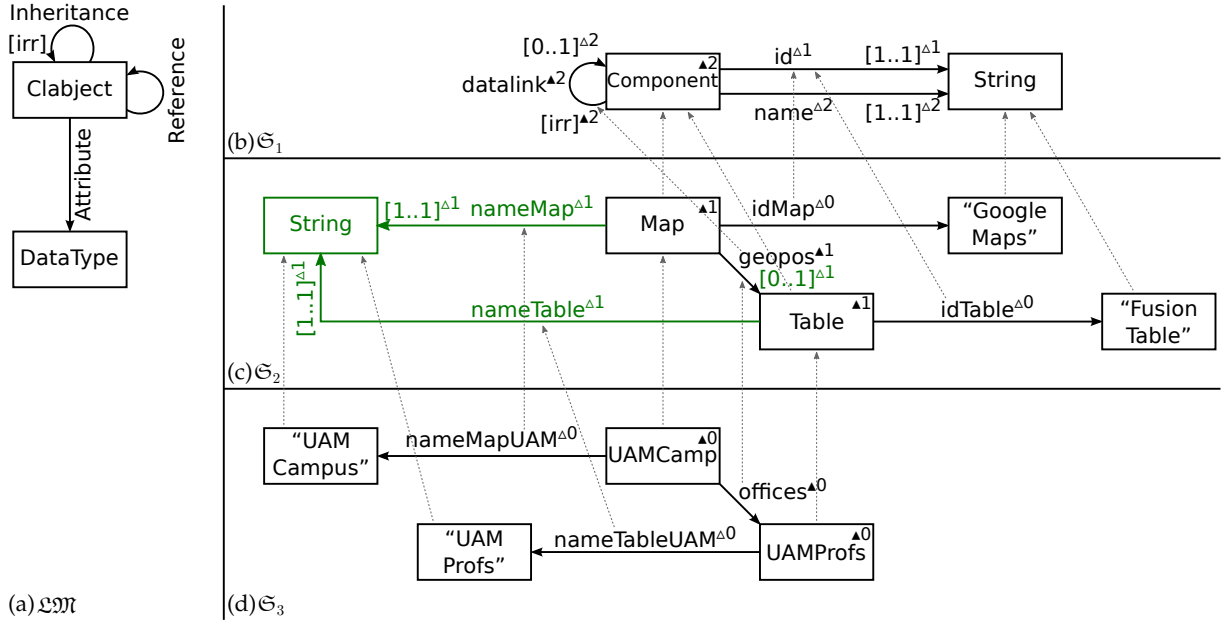 Inheritance
[irr]
Clabject
Reference
Attribute
DataType
(a) 𝔏𝔐
[0..1]△2
datalink▲2
[irr]▲2
▲2
Component
id△1
[1..1]△1
name△2
[1..1]△2
String
(b) 𝔖1
String
[1..1]△1
nameMap△1
▲1
Map
idMap△0
“Google
Maps”
geopos▲1
[0..1]△1
[1..1]△1
nameTable△1
▲1
Table
idTable△0
“Fusion
Table”
(c) 𝔖2
“UAM
Campus”
nameMapUAM△0
▲0
UAMCamp
offices▲0
“UAM
Profs”
nameTableUAM△0
▲0
UAMProfs
(d) 𝔖3